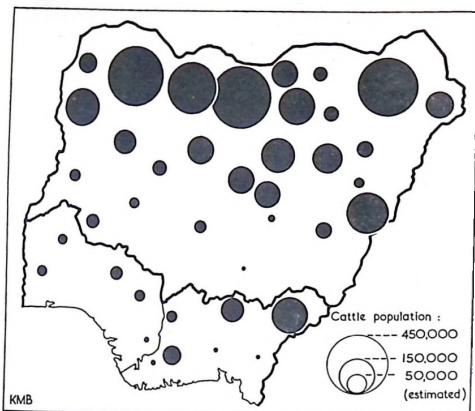 Cattle population :
450,000
150,000
50,000
(estimated)
KMB